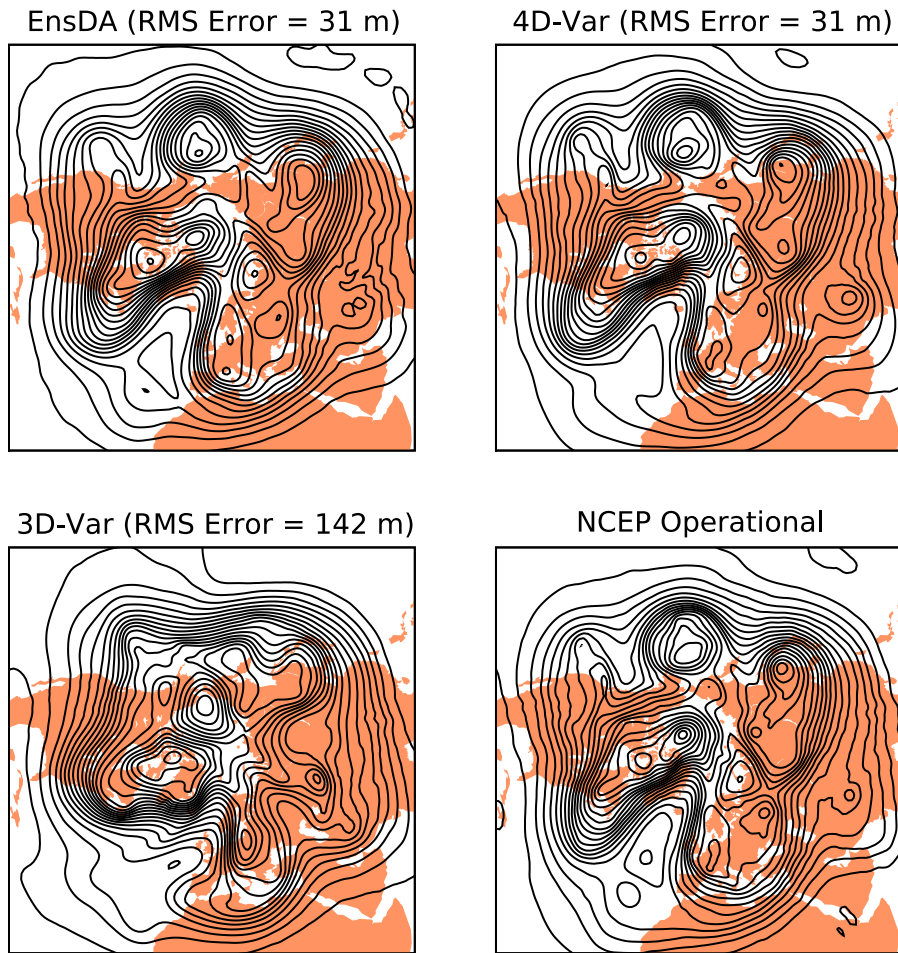 EnsDA (RMS Error = 31 m)
4D-Var (RMS Error = 31 m)
3D-Var (RMS Error = 142 m)
NCEP Operational